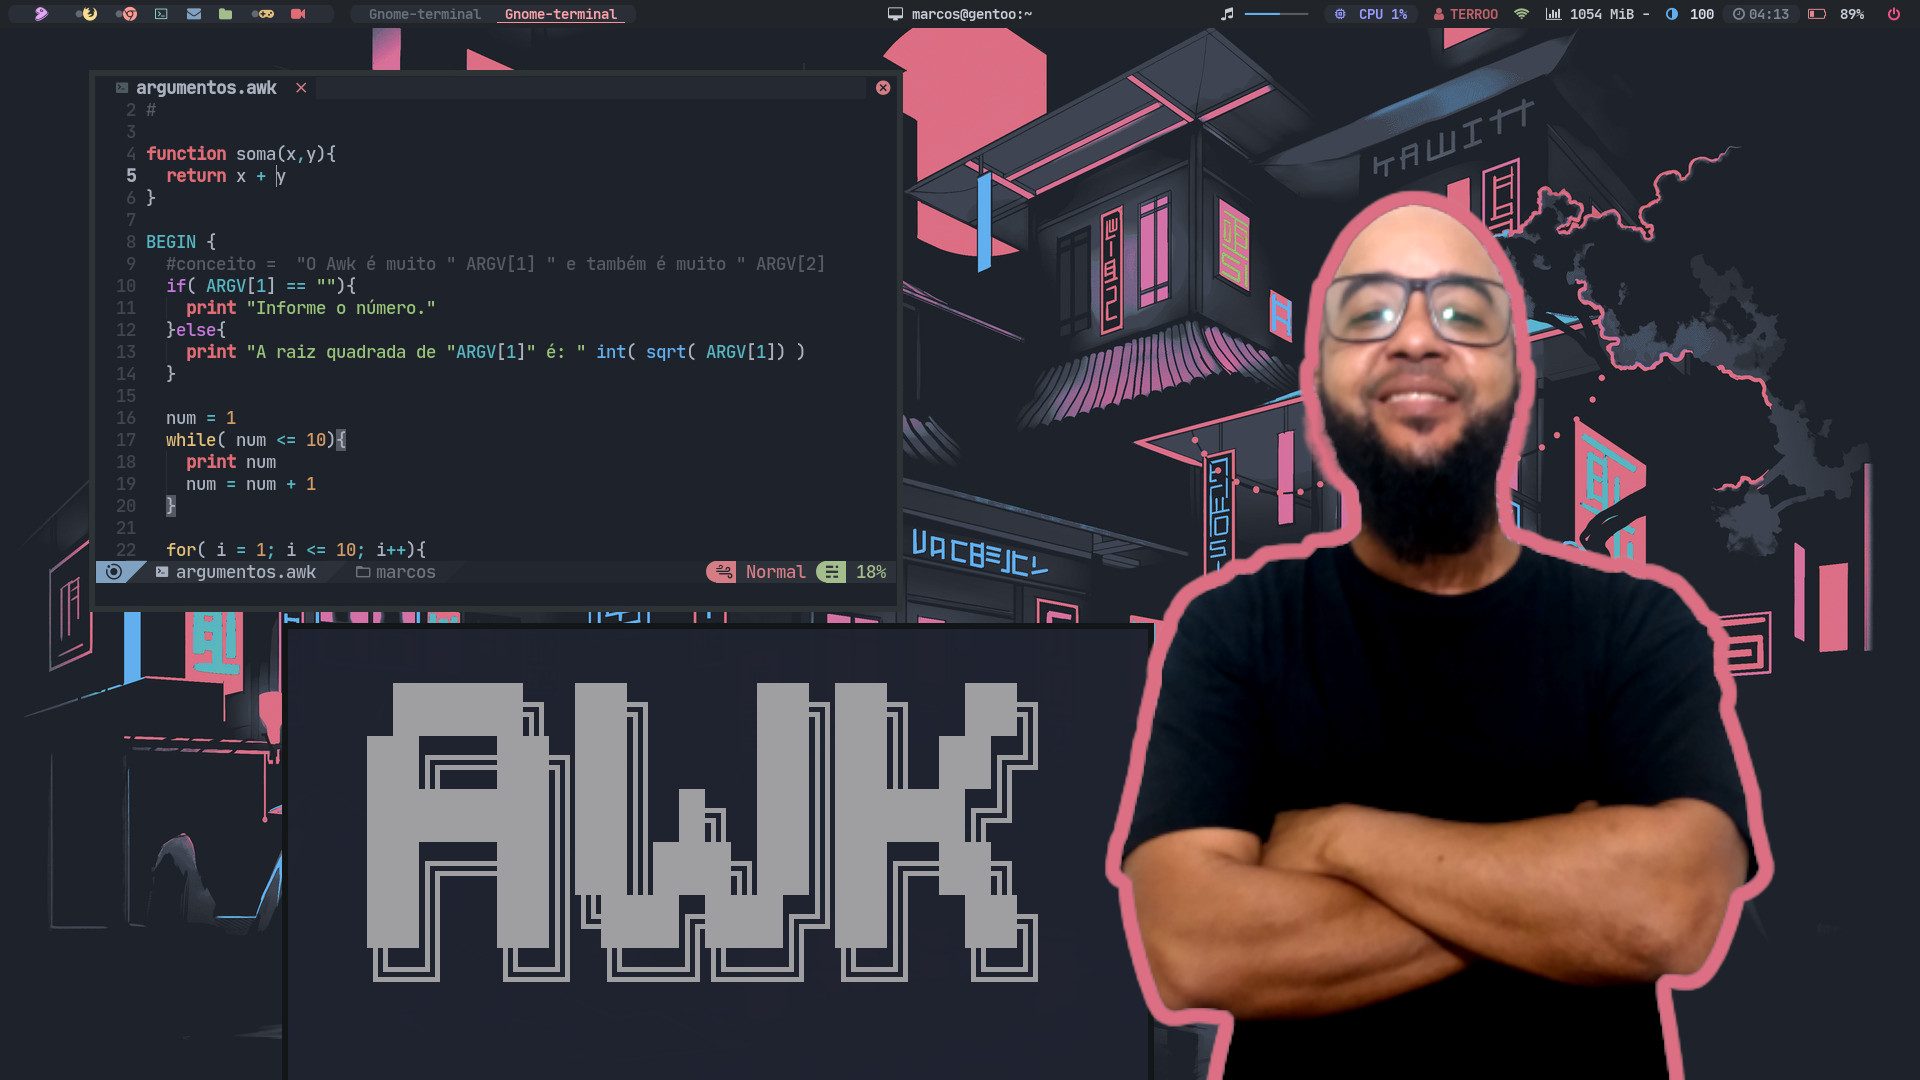 Gnome-terminal Gnome-terminal marcos@gentoo:~ CPU 1% TERROO 1054 MiB - 100 04:13 89%
argumentos.awk
2 #
3
4 function soma(x,y){
5 return x + y
6 }
7
8 BEGIN {
9 #conceito = "O Awk é muito " ARGV[1] " e também é muito " ARGV[2]
10 if( ARGV[1] == ""){
11 print "Informe o número."
12 }else{
13 print "A raiz quadrada de "ARGV[1]" é: " int( sqrt( ARGV[1]) )
14 }
15
16 num = 1
17 while( num <= 10){
18 print num
19 num = num + 1
20 }
21
22 for( i = 1; i <= 10; i++){
argumentos.awk marcos Normal 18%
AWK